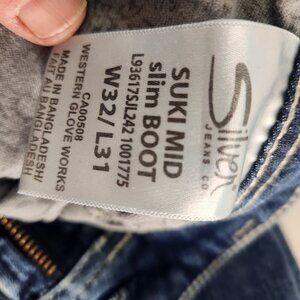 Silver
JEANS CO.
SUKI MID
slim BOOT
L93617SJL242 1001775
W32/L31
CA00508
WESTERN GLOVE WORKS
MADE IN BANGLADESH/
FAIT AU BANGLADESH